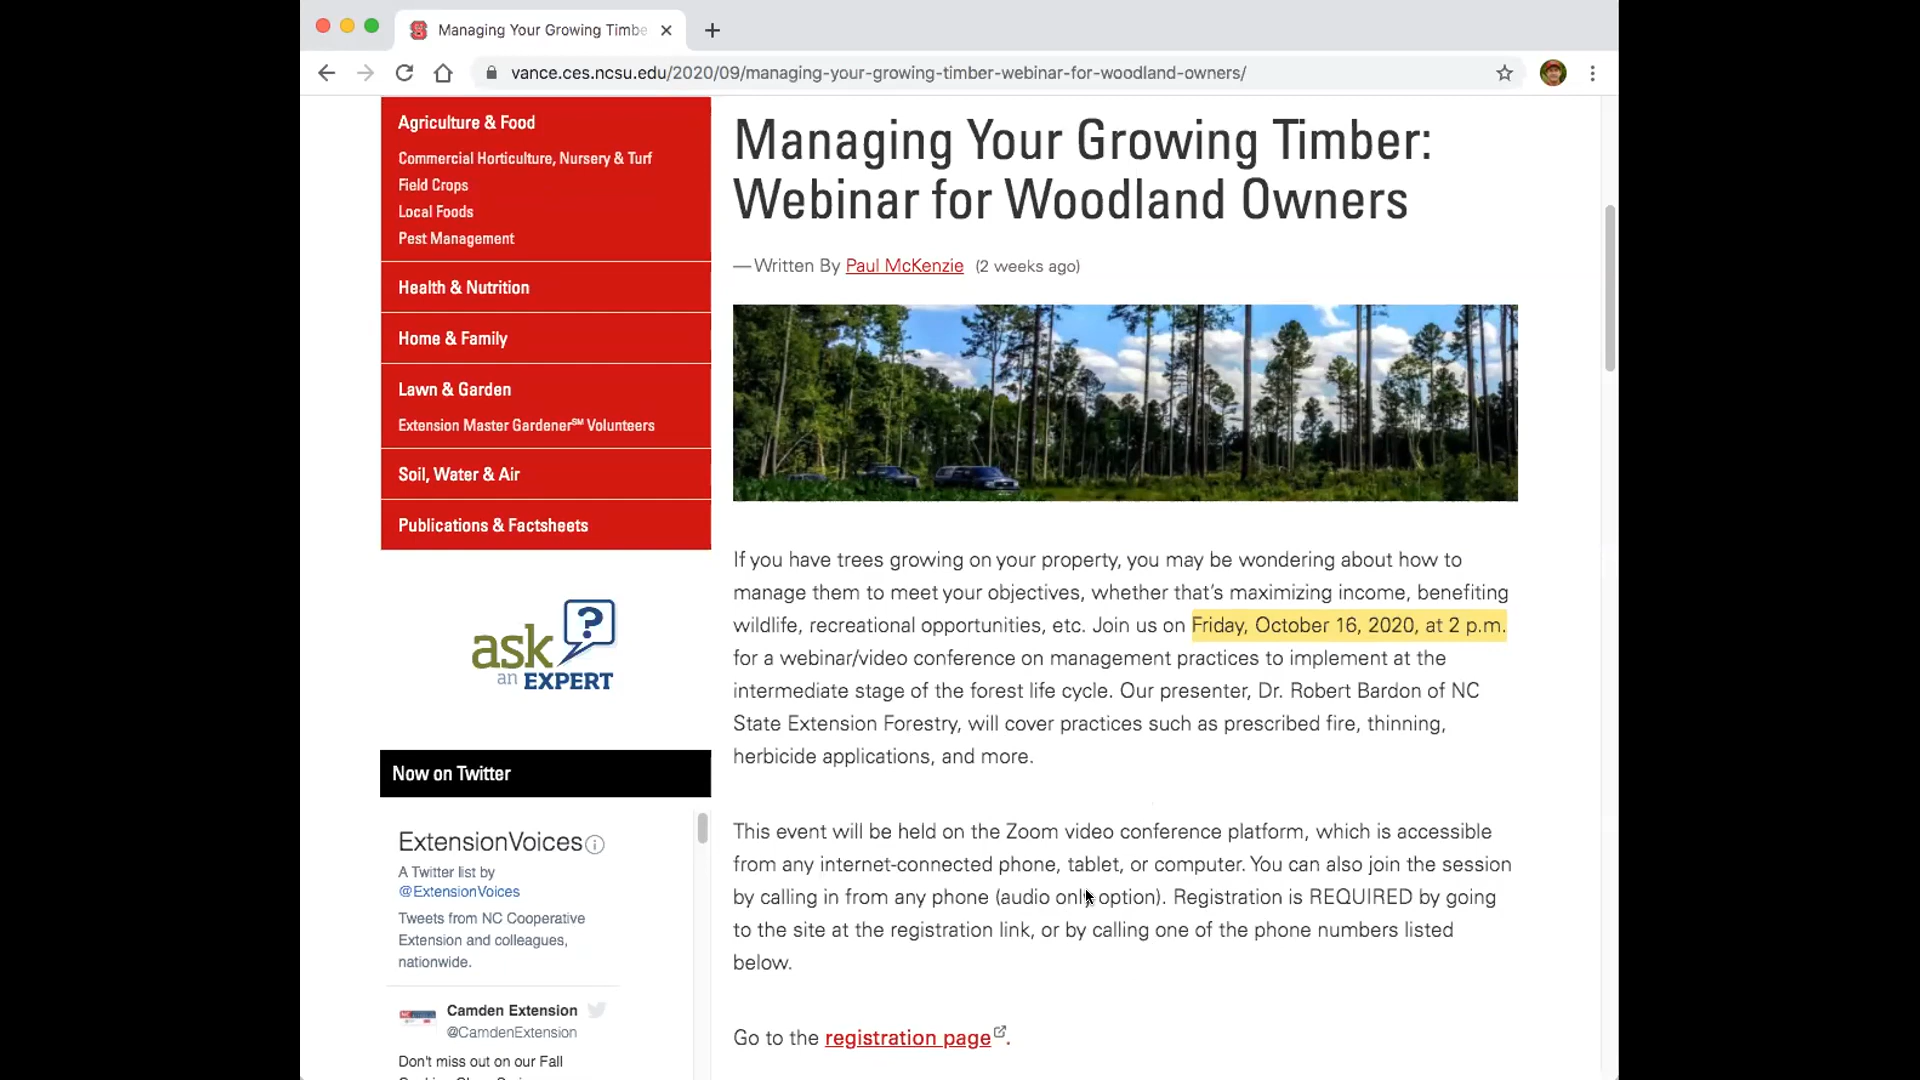 Managing Your Growing Timbe
vance.ces.ncsu.edu/2020/09/managing-your-growing-timber-webinar-for-woodland-owners/
Agriculture & Food
Commercial Horticulture, Nursery & Turf
Field Crops
Local Foods
Pest Management
Health & Nutrition
Home & Family
Lawn & Garden
Extension Master Gardener℠ Volunteers
Soil, Water & Air
Publications & Factsheets
ask
?
an EXPERT
Now on Twitter
ExtensionVoices
A Twitter list by
@ExtensionVoices
Tweets from NC Cooperative
Extension and colleagues,
nationwide.
Camden Extension
@CamdenExtension
Don't miss out on our Fall
Managing Your Growing Timber:
Webinar for Woodland Owners
— Written By Paul McKenzie (2 weeks ago)
If you have trees growing on your property, you may be wondering about how to
manage them to meet your objectives, whether that's maximizing income, benefiting
wildlife, recreational opportunities, etc. Join us on Friday, October 16, 2020, at 2 p.m.
for a webinar/video conference on management practices to implement at the
intermediate stage of the forest life cycle. Our presenter, Dr. Robert Bardon of NC
State Extension Forestry, will cover practices such as prescribed fire, thinning,
herbicide applications, and more.
This event will be held on the Zoom video conference platform, which is accessible
from any internet-connected phone, tablet, or computer. You can also join the session
by calling in from any phone (audio only option). Registration is REQUIRED by going
to the site at the registration link, or by calling one of the phone numbers listed
below.
Go to the registration page.